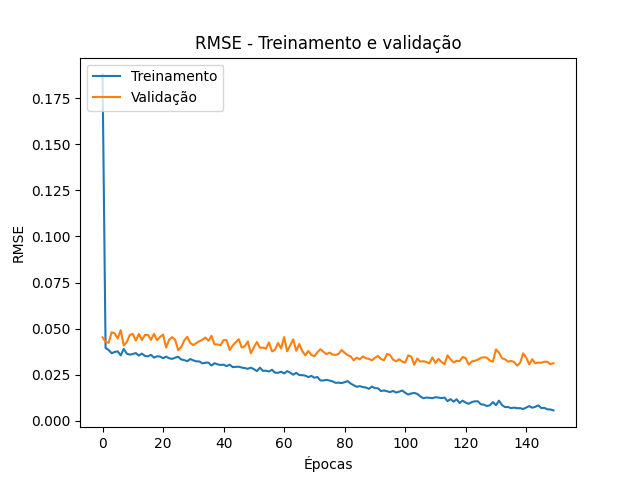 RMSE - Treinamento e validação
Treinamento
Validação
RMSE
0.175
0.150
0.125
0.100
0.075
0.050
0.025
0.000
0 20 40 60 80 100 120 140
Épocas